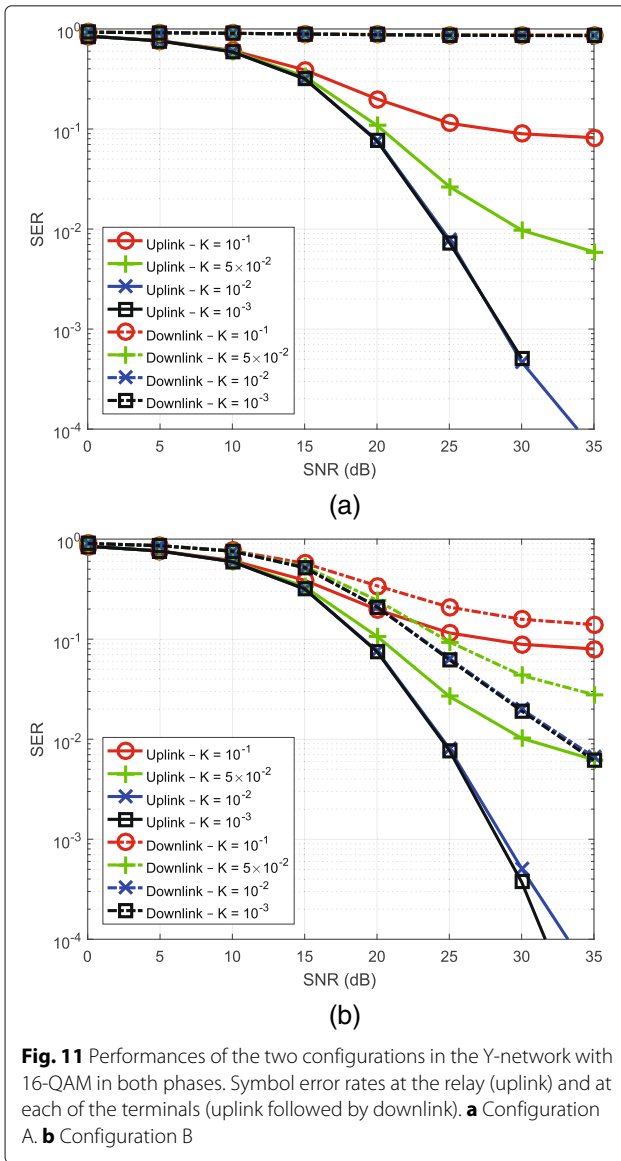 10^0
10^-1
10^-2
10^-3
10^-4
SER
Uplink – K = 10^-1
Uplink – K = 5×10^-2
Uplink – K = 10^-2
Uplink – K = 10^-3
Downlink – K = 10^-1
Downlink – K = 5×10^-2
Downlink – K = 10^-2
Downlink – K = 10^-3
0 5 10 15 20 25 30 35
SNR (dB)
(a)
10^0
10^-1
10^-2
10^-3
10^-4
SER
Uplink – K = 10^-1
Uplink – K = 5×10^-2
Uplink – K = 10^-2
Uplink – K = 10^-3
Downlink – K = 10^-1
Downlink – K = 5×10^-2
Downlink – K = 10^-2
Downlink – K = 10^-3
0 5 10 15 20 25 30 35
SNR (dB)
(b)
Fig. 11 Performances of the two configurations in the Y-network with
16-QAM in both phases. Symbol error rates at the relay (uplink) and at
each of the terminals (uplink followed by downlink). a Configuration
A. b Configuration B